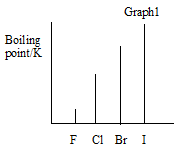 Graph1
Boiling
point/K
F Cl Br I